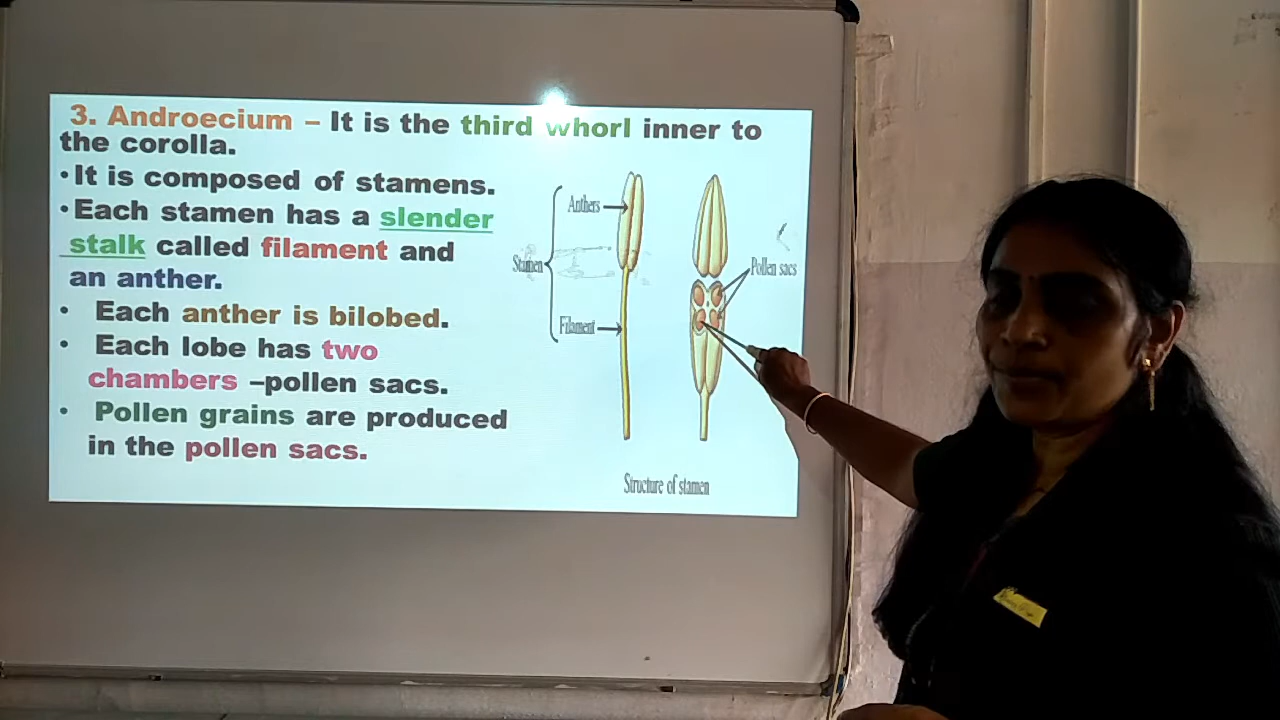 3. Androecium – It is the third whorl inner to
the corolla.
•It is composed of stamens.
•Each stamen has a slender
stalk called filament and
an anther.
• Each anther is bilobed.
• Each lobe has two
chambers –pollen sacs.
• Pollen grains are produced
in the pollen sacs.
Anthers
Stamen
Filament
Pollen sacs
Structure of stamen